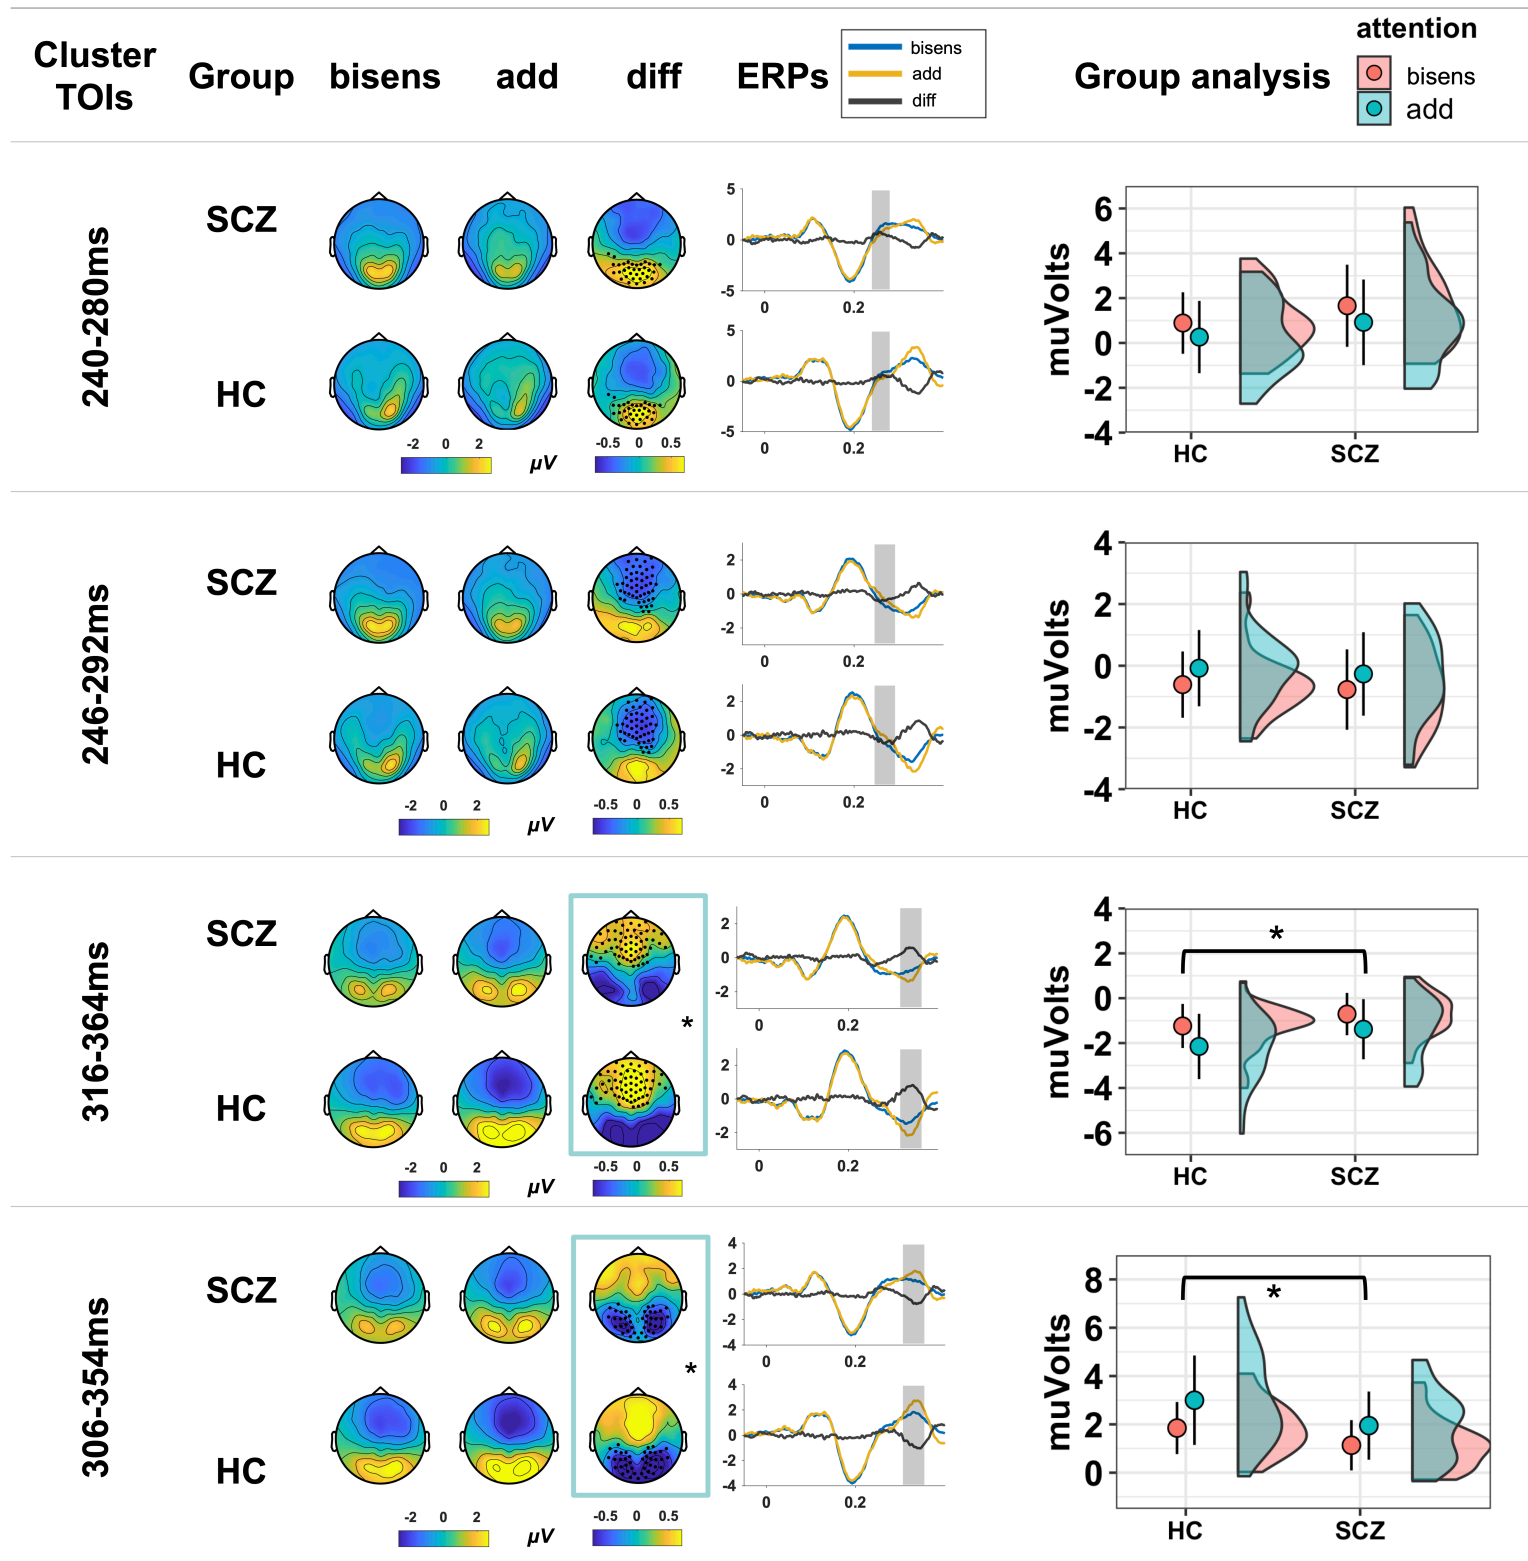 Cluster
TOIs
Group
bisens
add
diff
ERPs
bisens
add
diff
Group analysis
attention
bisens
add
240-280ms
SCZ
5
0
-5
0
0.2
HC
5
0
-5
0
0.2
-2 0 2
µV
-0.5 0 0.5
muVolts
6
4
2
0
-2
-4
HC
SCZ
246-292ms
SCZ
2
0
-2
0
0.2
HC
2
0
-2
0
0.2
-2 0 2
µV
-0.5 0 0.5
muVolts
4
2
0
-2
-4
HC
SCZ
316-364ms
SCZ
2
0
-2
0
0.2
*
HC
2
0
-2
0
0.2
-2 0 2
µV
-0.5 0 0.5
muVolts
4
2
0
-2
-4
-6
*
HC
SCZ
306-354ms
SCZ
4
2
0
-2
-4
0
0.2
*
HC
4
2
0
-2
-4
0
0.2
-2 0 2
µV
-0.5 0 0.5
muVolts
8
6
4
2
0
*
HC
SCZ